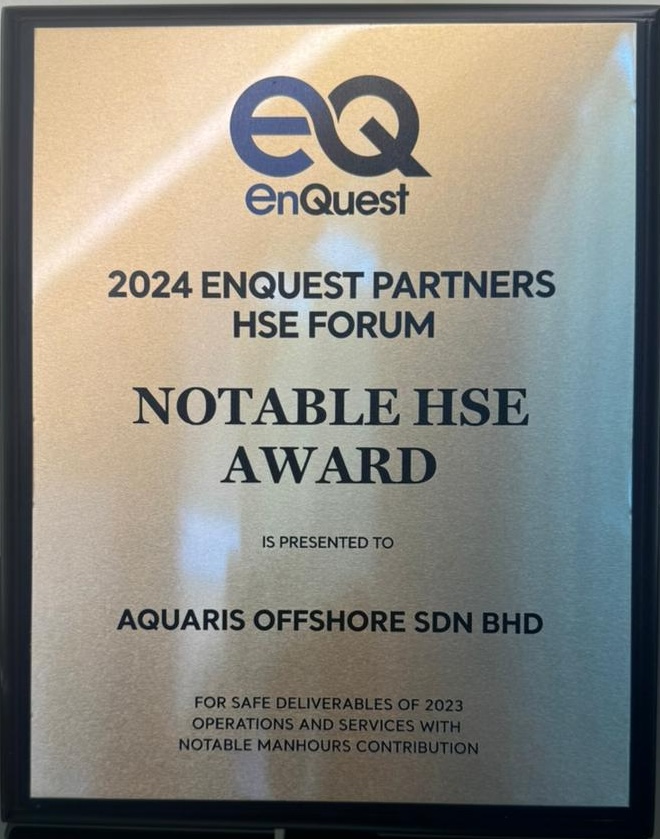 eQ
enQuest
2024 ENQUEST PARTNERS
HSE FORUM
NOTABLE HSE
AWARD
IS PRESENTED TO
AQUARIS OFFSHORE SDN BHD
FOR SAFE DELIVERABLES OF 2023
OPERATIONS AND SERVICES WITH
NOTABLE MANHOURS CONTRIBUTION